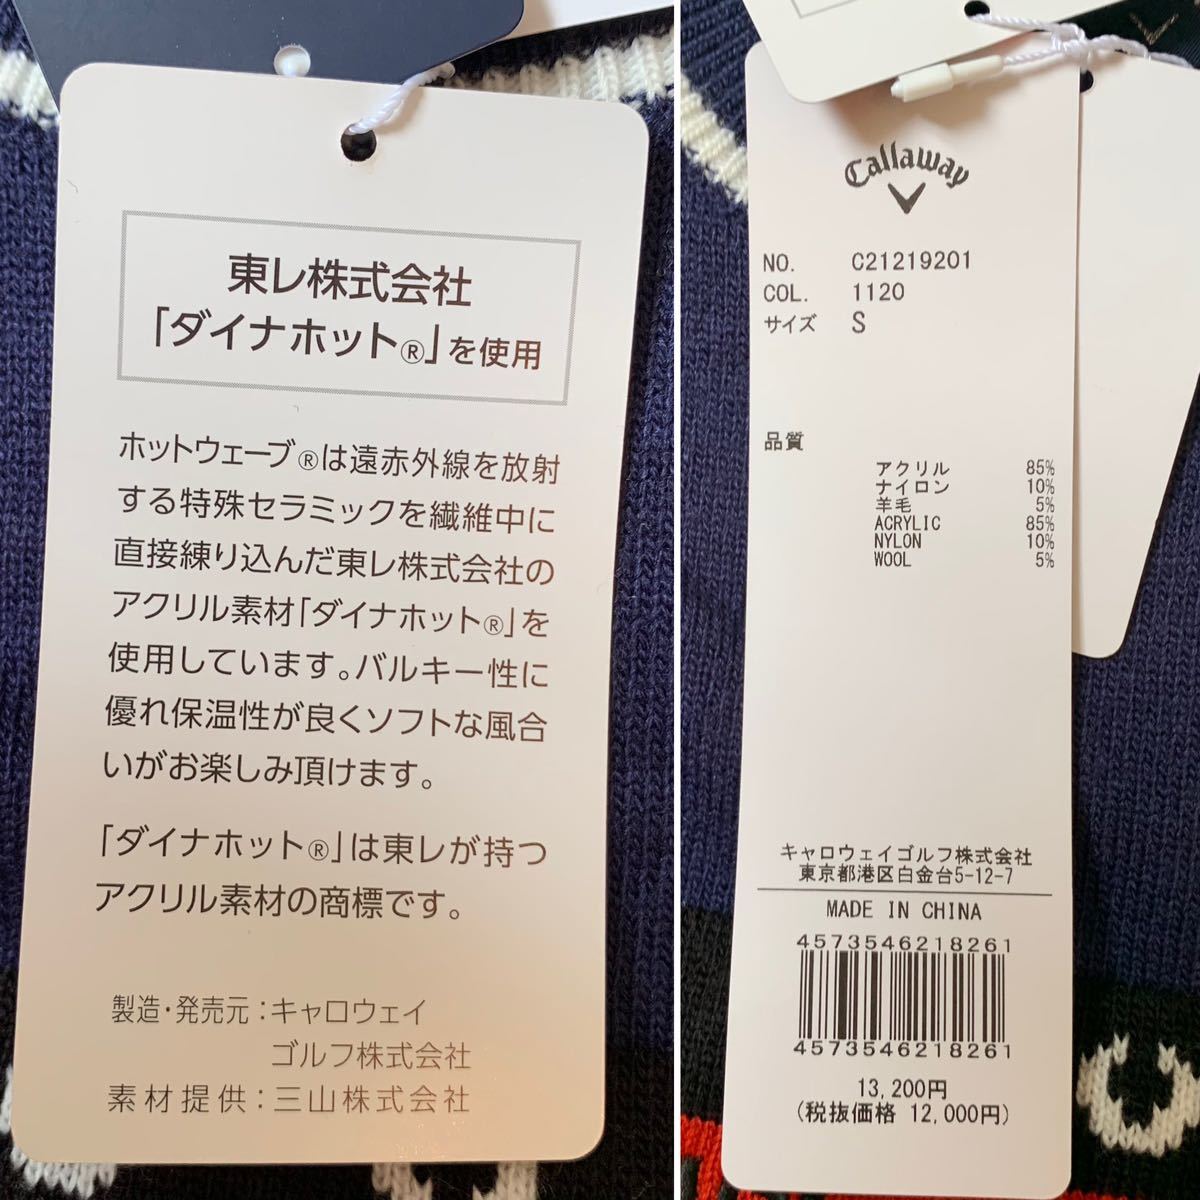 東レ株式会社
「ダイナホット®」を使用
ホットウェーブ®は遠赤外線を放射
する特殊セラミックを繊維中に
直接練り込んだ東レ株式会社の
アクリル素材「ダイナホット®」を
使用しています。バルキー性に
優れ保温性が良くソフトな風合
いがお楽しみ頂けます。
「ダイナホット®」は東レが持つ
アクリル素材の商標です。
製造・発売元：キャロウェイ
ゴルフ株式会社
素材提供：三山株式会社
Callaway
NO. C21219201
COL. 1120
サイズ S
品質
アクリル 85%
ナイロン 10%
羊毛 5%
ACRYLIC 85%
NYLON 10%
WOOL 5%
キャロウェイゴルフ株式会社
東京都港区白金台5-12-7
MADE IN CHINA
4573546218261
4573546218261
13,200円
(税抜価格 12,000円)